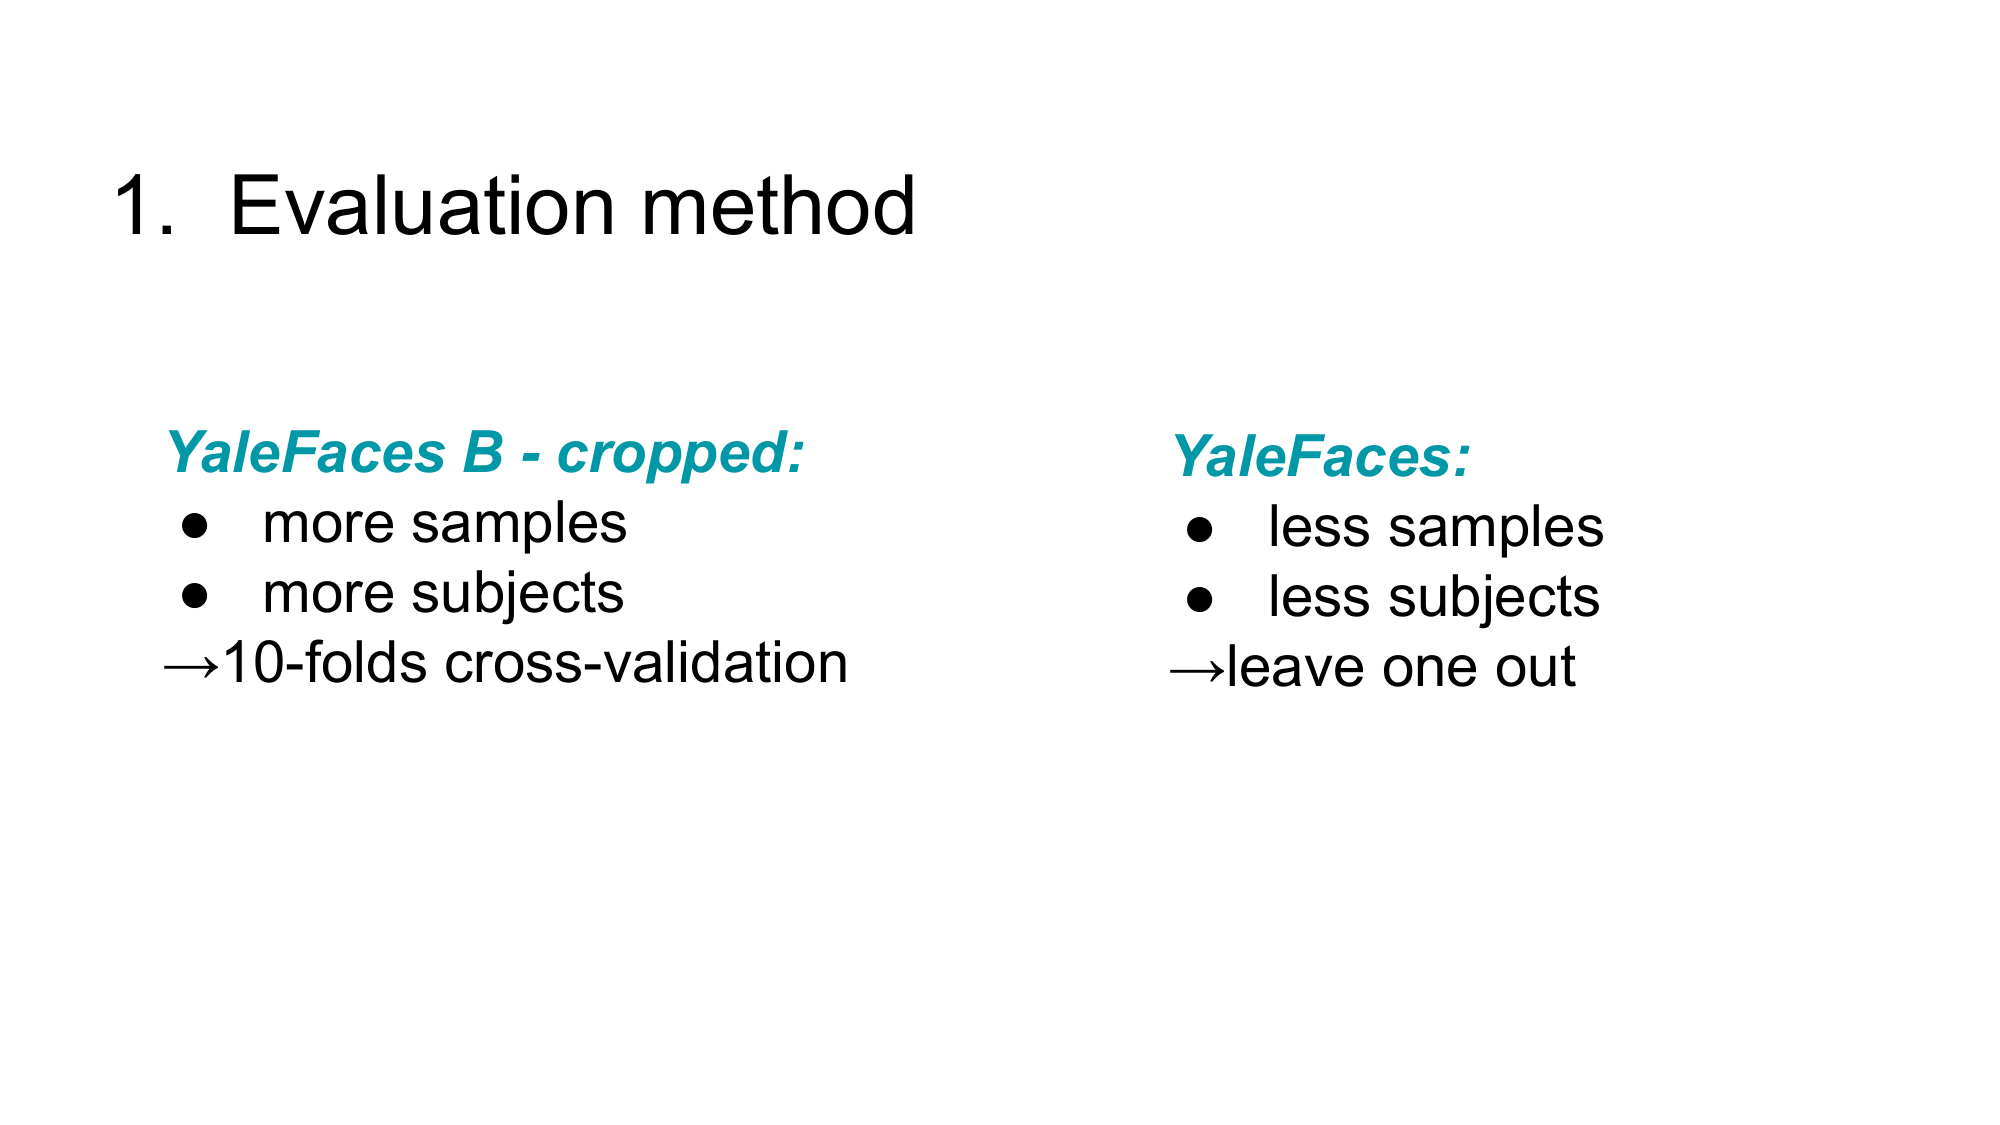 1. Evaluation method
YaleFaces B - cropped:
● more samples
● more subjects
→10-folds cross-validation
YaleFaces:
● less samples
● less subjects
→leave one out